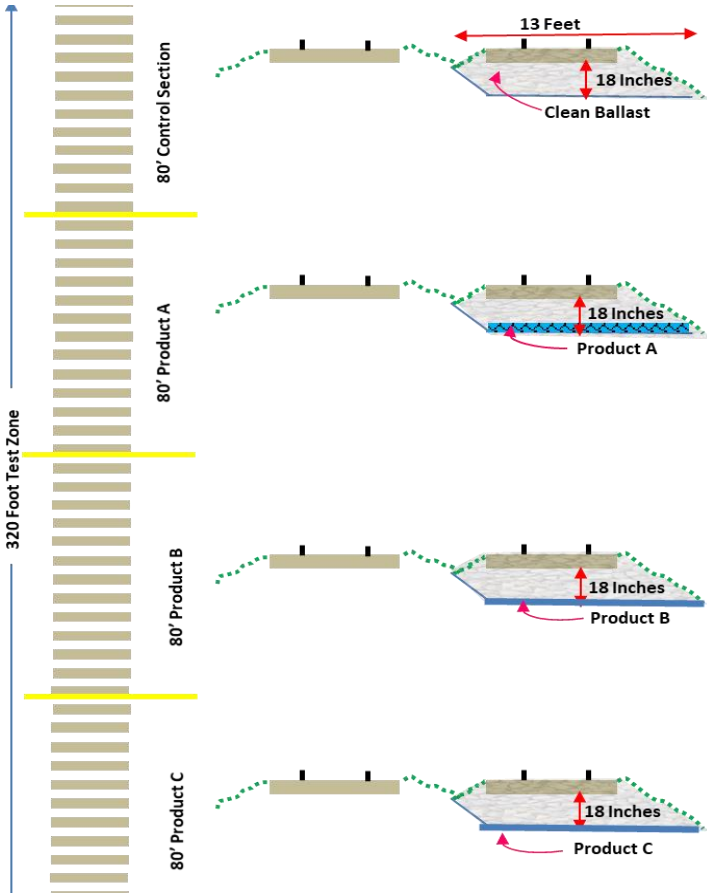 13 Feet
18 Inches
Clean Ballast
80’ Control Section
18 Inches
Product A
80’ Product A
320 Foot Test Zone
18 Inches
Product B
80’ Product B
18 Inches
Product C
80’ Product C